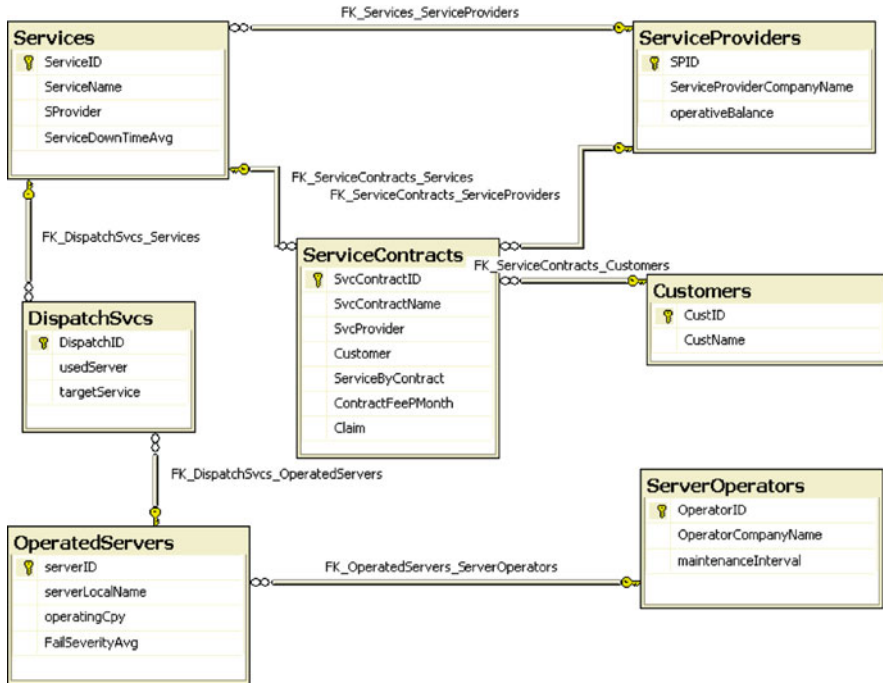 FK_Services_ServiceProviders
Services
ServiceID
ServiceName
SProvider
ServiceDownTimeAvg
ServiceProviders
SPID
ServiceProviderCompanyName
operativeBalance
FK_ServiceContracts_Services
FK_ServiceContracts_ServiceProviders
FK_DispatchSvcs_Services
ServiceContracts
SvcContractID
SvcContractName
SvcProvider
Customer
ServiceByContract
ContractFeePMonth
Claim
FK_ServiceContracts_Customers
Customers
CustID
CustName
DispatchSvcs
DispatchID
usedServer
targetService
FK_DispatchSvcs_OperatedServers
ServerOperators
OperatorID
OperatorCompanyName
maintenanceInterval
OperatedServers
serverID
serverLocalName
operatingCpy
FailSeverityAvg
FK_OperatedServers_ServerOperators